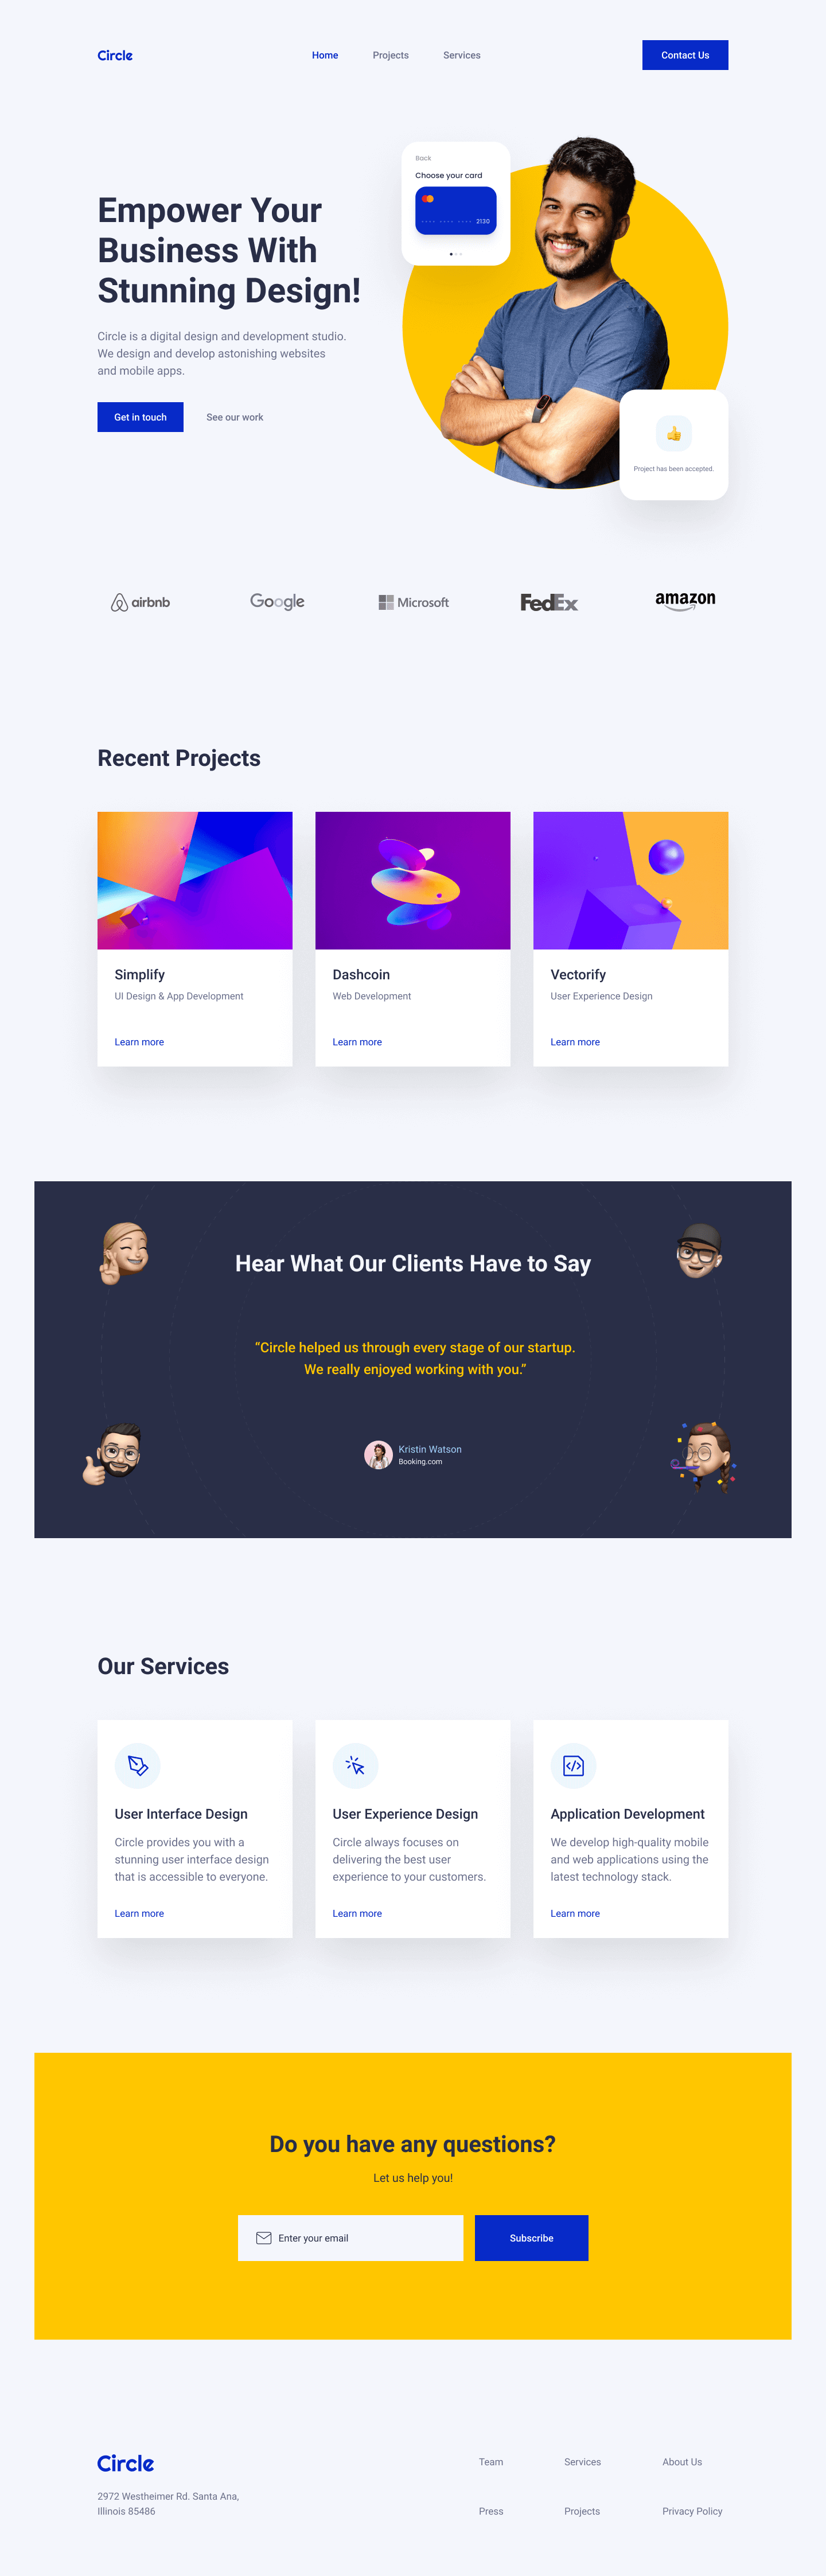 Circle
Home
Projects
Services
Contact Us
Back
Choose your card
2130
Empower Your
Business With
Stunning Design!
Circle is a digital design and development studio.
We design and develop astonishing websites
and mobile apps.
Get in touch
See our work
👍
Project has been accepted.
airbnb
Google
Microsoft
FedEx
amazon
Recent Projects
Simplify
UI Design & App Development
Learn more
Dashcoin
Web Development
Learn more
Vectorify
User Experience Design
Learn more
Hear What Our Clients Have to Say
“Circle helped us through every stage of our startup.
We really enjoyed working with you.”
Kristin Watson
Booking.com
Our Services
User Interface Design
Circle provides you with a
stunning user interface design
that is accessible to everyone.
Learn more
User Experience Design
Circle always focuses on
delivering the best user
experience to your customers.
Learn more
Application Development
We develop high-quality mobile
and web applications using the
latest technology stack.
Learn more
Do you have any questions?
Let us help you!
Enter your email
Subscribe
Circle
2972 Westheimer Rd. Santa Ana,
Illinois 85486
Team
Services
About Us
Press
Projects
Privacy Policy